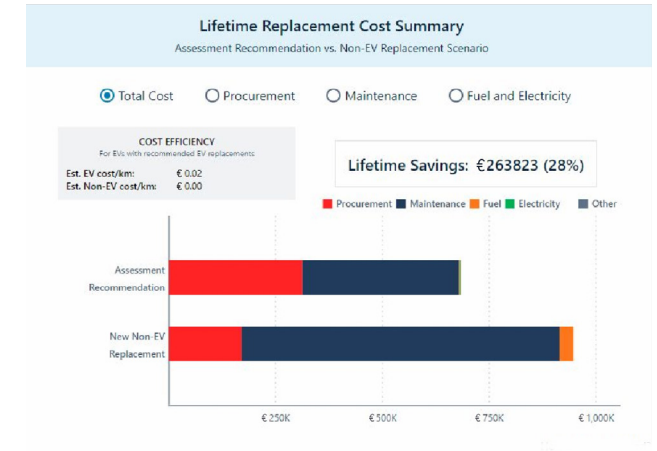 Lifetime Replacement Cost Summary
Assessment Recommendation vs. Non-EV Replacement Scenario
Total Cost Procurement Maintenance Fuel and Electricity
COST EFFICIENCY
For EVs with recommended EV replacements
Est. EV cost/km: € 0.02
Est. Non-EV cost/km: € 0.00
Lifetime Savings: €263823 (28%)
Procurement Maintenance Fuel Electricity Other
Assessment
Recommendation
New Non-EV
Replacement
€250K €500K €750K €1,000K